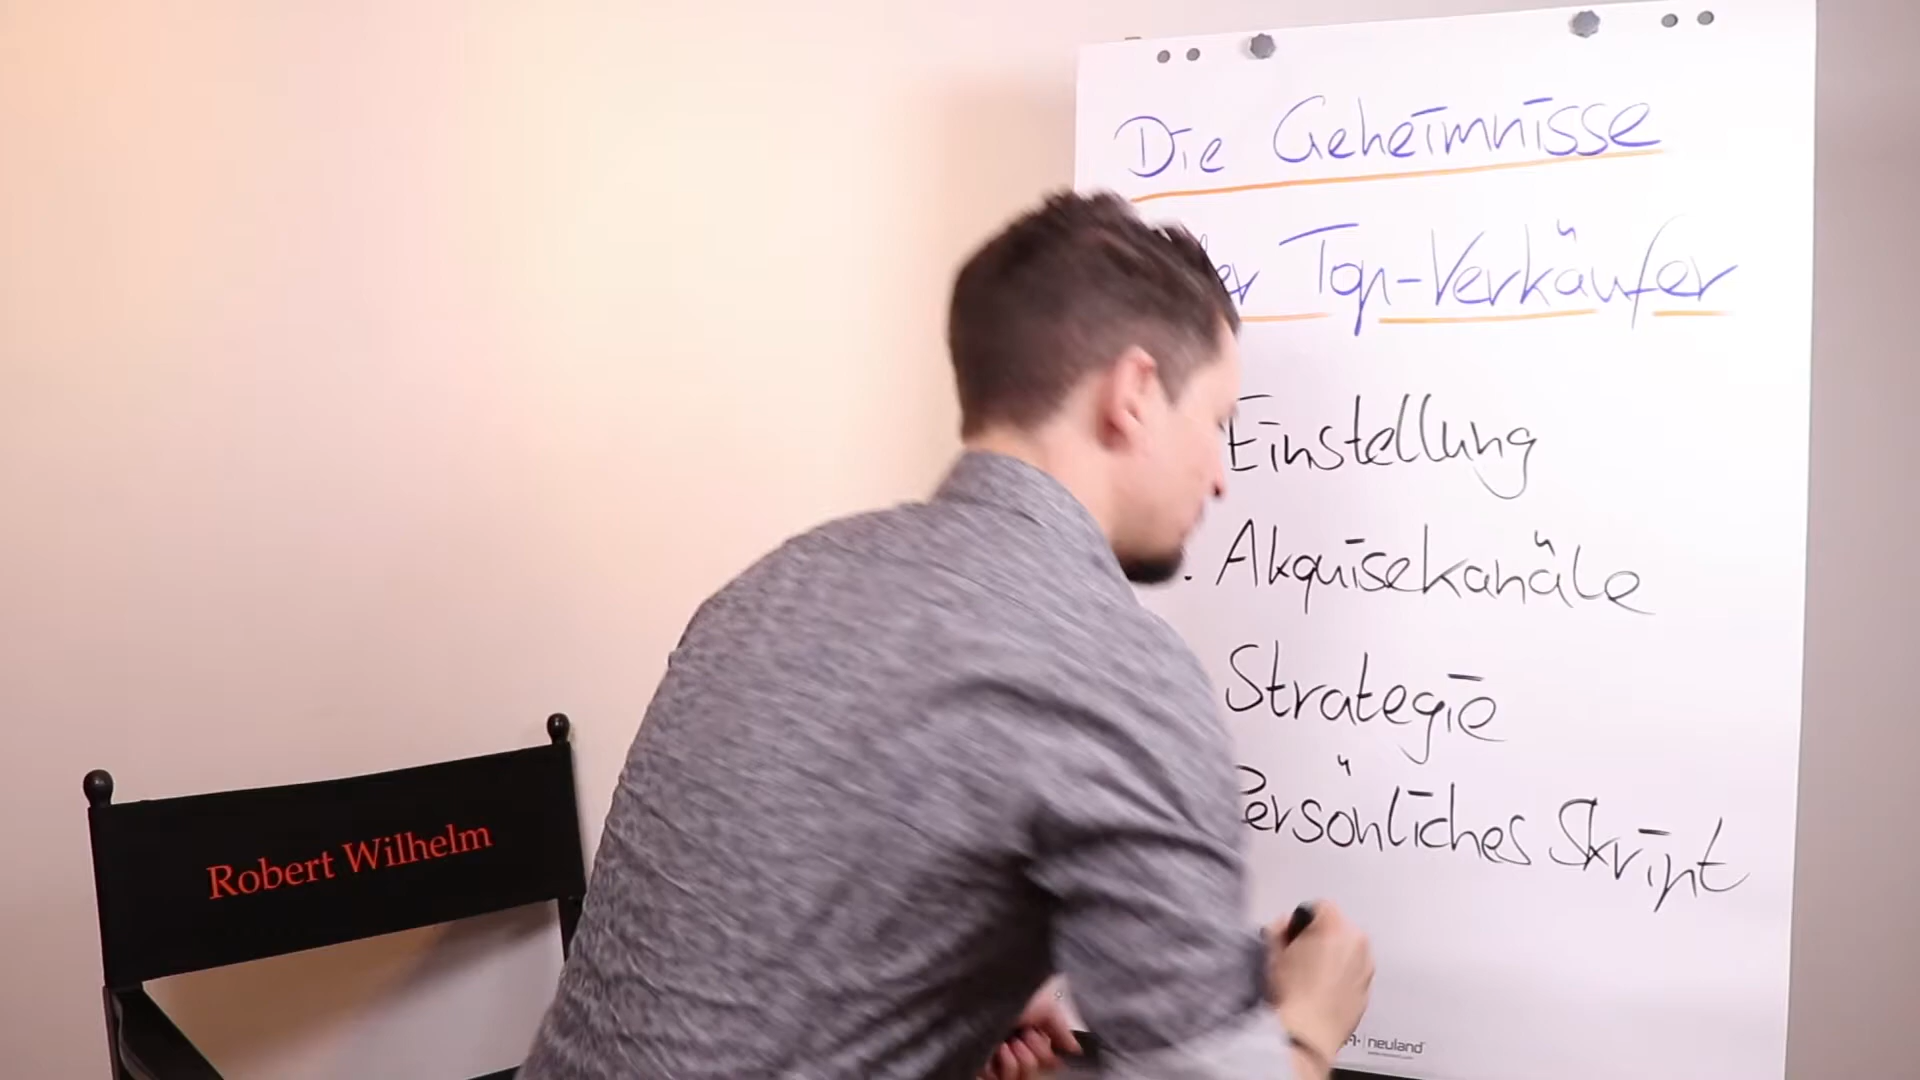 Die Geheimnisse
der Top-Verkäufer
Einstellung
Akquisekanäle
Strategie
Persönliches Skript
Robert Wilhelm
neuland